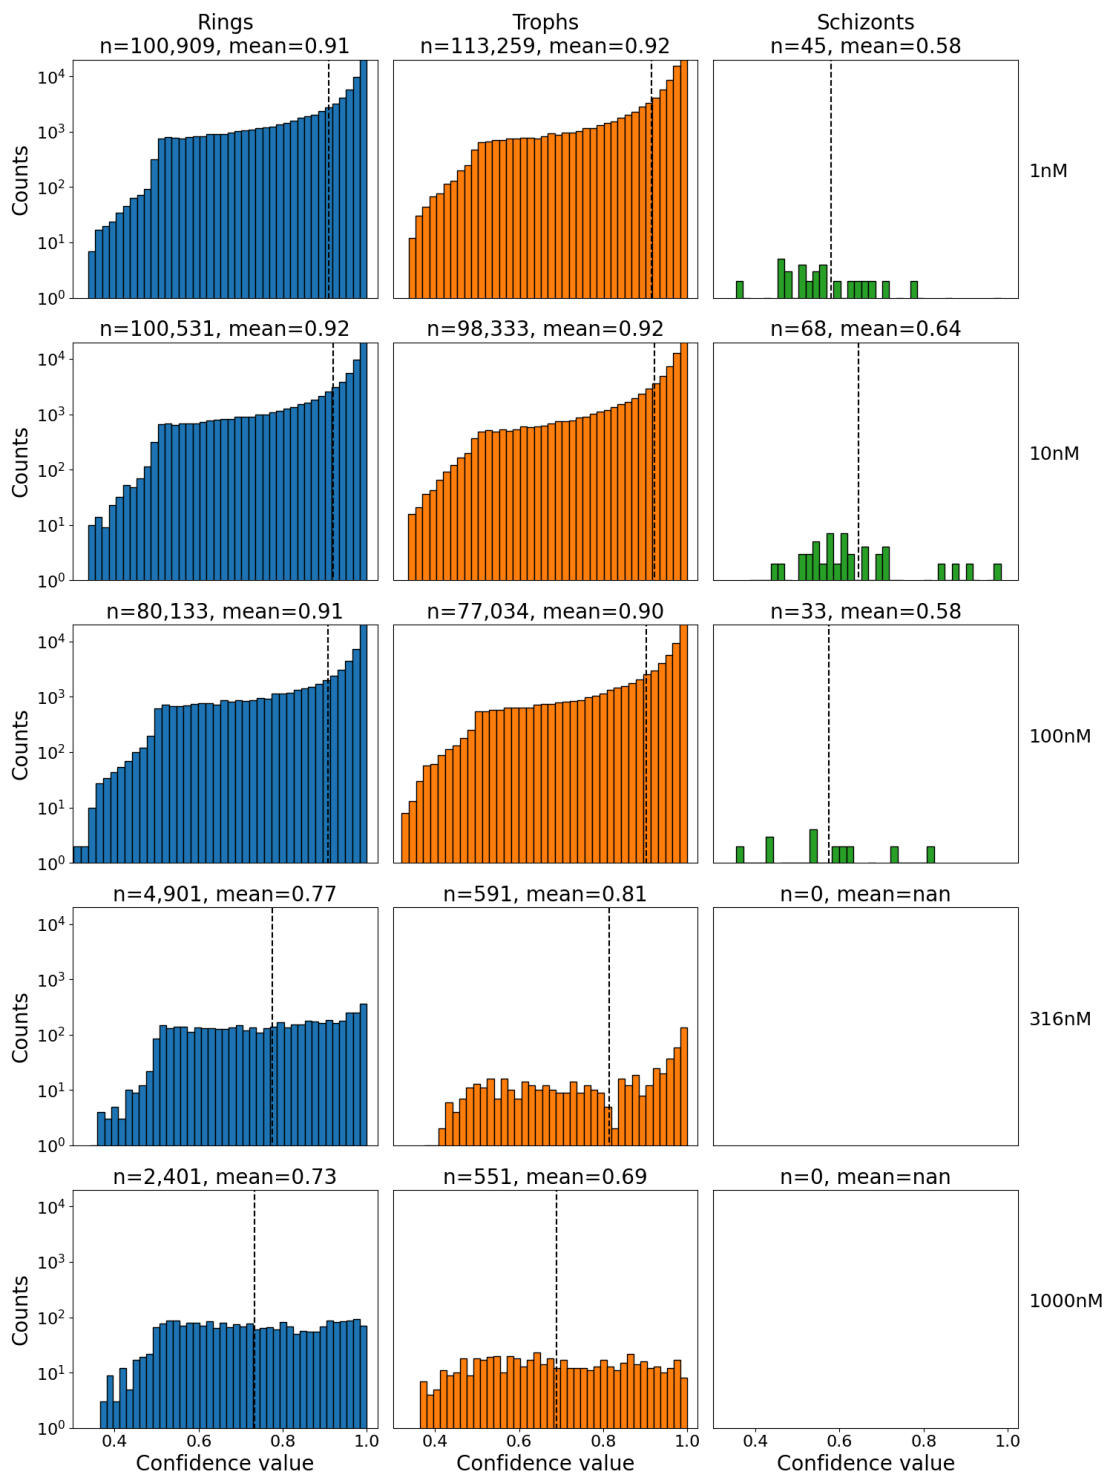 Rings
n=100,909, mean=0.91
Trophs
n=113,259, mean=0.92
Schizonts
n=45, mean=0.58
10⁴
10³
10²
10¹
10⁰
Counts
1nM
n=100,531, mean=0.92
n=98,333, mean=0.92
n=68, mean=0.64
10⁴
10³
10²
10¹
10⁰
Counts
10nM
n=80,133, mean=0.91
n=77,034, mean=0.90
n=33, mean=0.58
10⁴
10³
10²
10¹
10⁰
Counts
100nM
n=4,901, mean=0.77
n=591, mean=0.81
n=0, mean=nan
10⁴
10³
10²
10¹
10⁰
Counts
316nM
n=2,401, mean=0.73
n=551, mean=0.69
n=0, mean=nan
10⁴
10³
10²
10¹
10⁰
Counts
1000nM
0.4 0.6 0.8 1.0
Confidence value
0.4 0.6 0.8 1.0
Confidence value
0.4 0.6 0.8 1.0
Confidence value